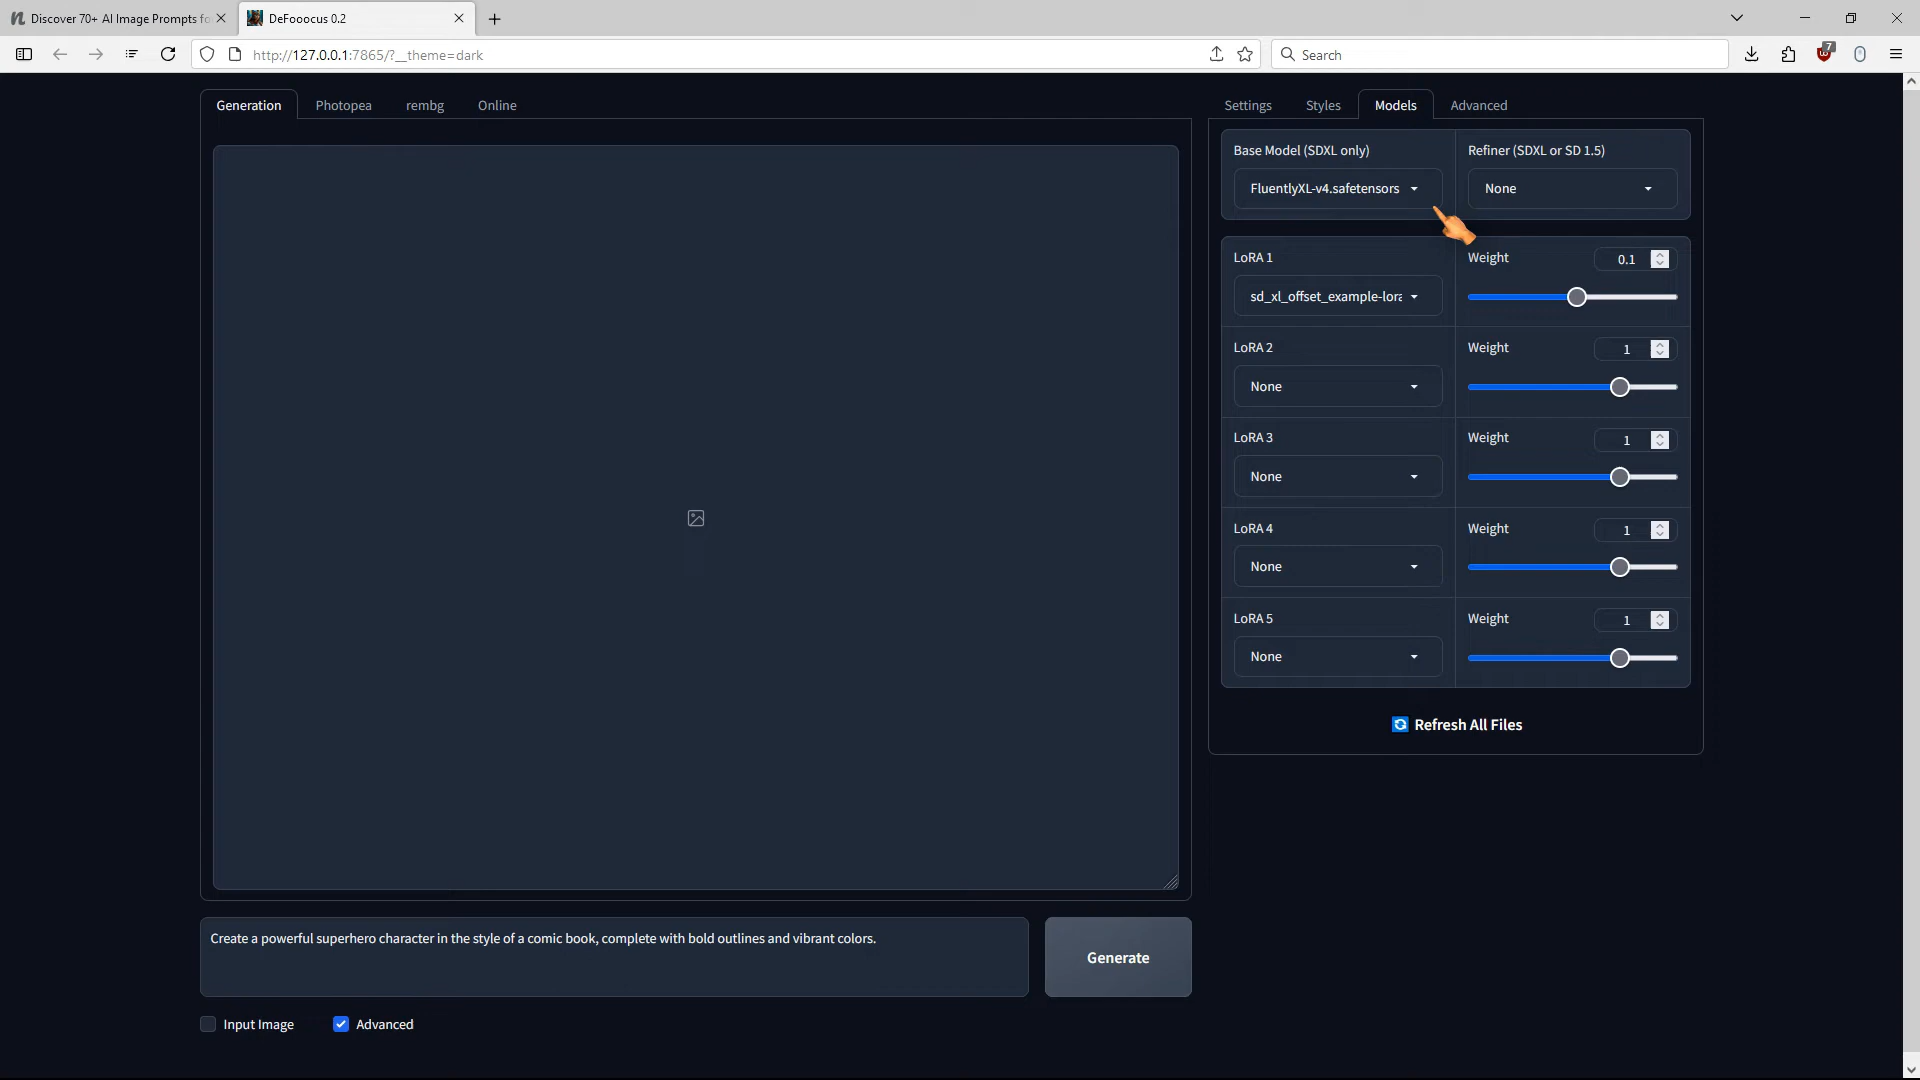 Discover 70+ AI Image Prompts fo
DeFooocus 0.2
http://127.0.0.1:7865/?__theme=dark
Search
7
Generation
Photopea
rembg
Online
Settings
Styles
Models
Advanced
Base Model (SDXL only)
Refiner (SDXL or SD 1.5)
FluentlyXL-v4.safetensors
None
LoRA 1
Weight
0.1
sd_xl_offset_example-lora
LoRA 2
Weight
1
None
LoRA 3
Weight
1
None
LoRA 4
Weight
1
None
LoRA 5
Weight
1
None
Refresh All Files
Create a powerful superhero character in the style of a comic book, complete with bold outlines and vibrant colors.
Generate
Input Image
Advanced